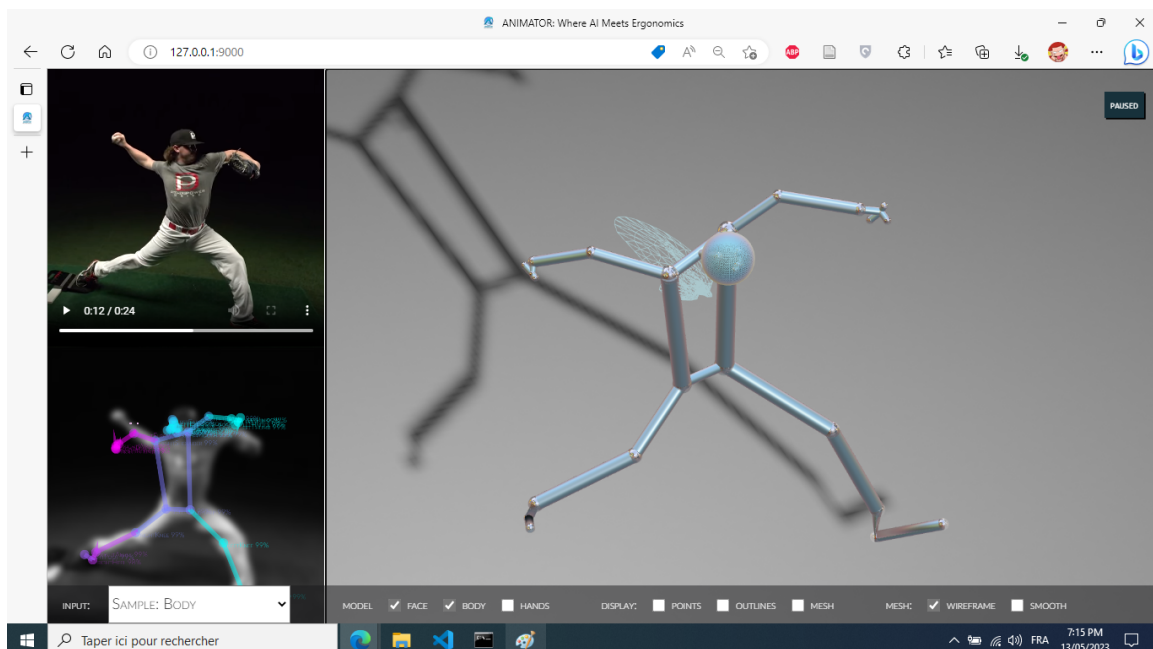 ANIMATOR: Where AI Meets Ergonomics
127.0.0.1:9000
ABP
PAUSED
0:12 / 0:24
99%
INPUT:
SAMPLE: BODY
MODEL FACE BODY HANDS DISPLAY: POINTS OUTLINES MESH MESH: WIREFRAME SMOOTH
Taper ici pour rechercher
FRA
7:15 PM
13/05/2023